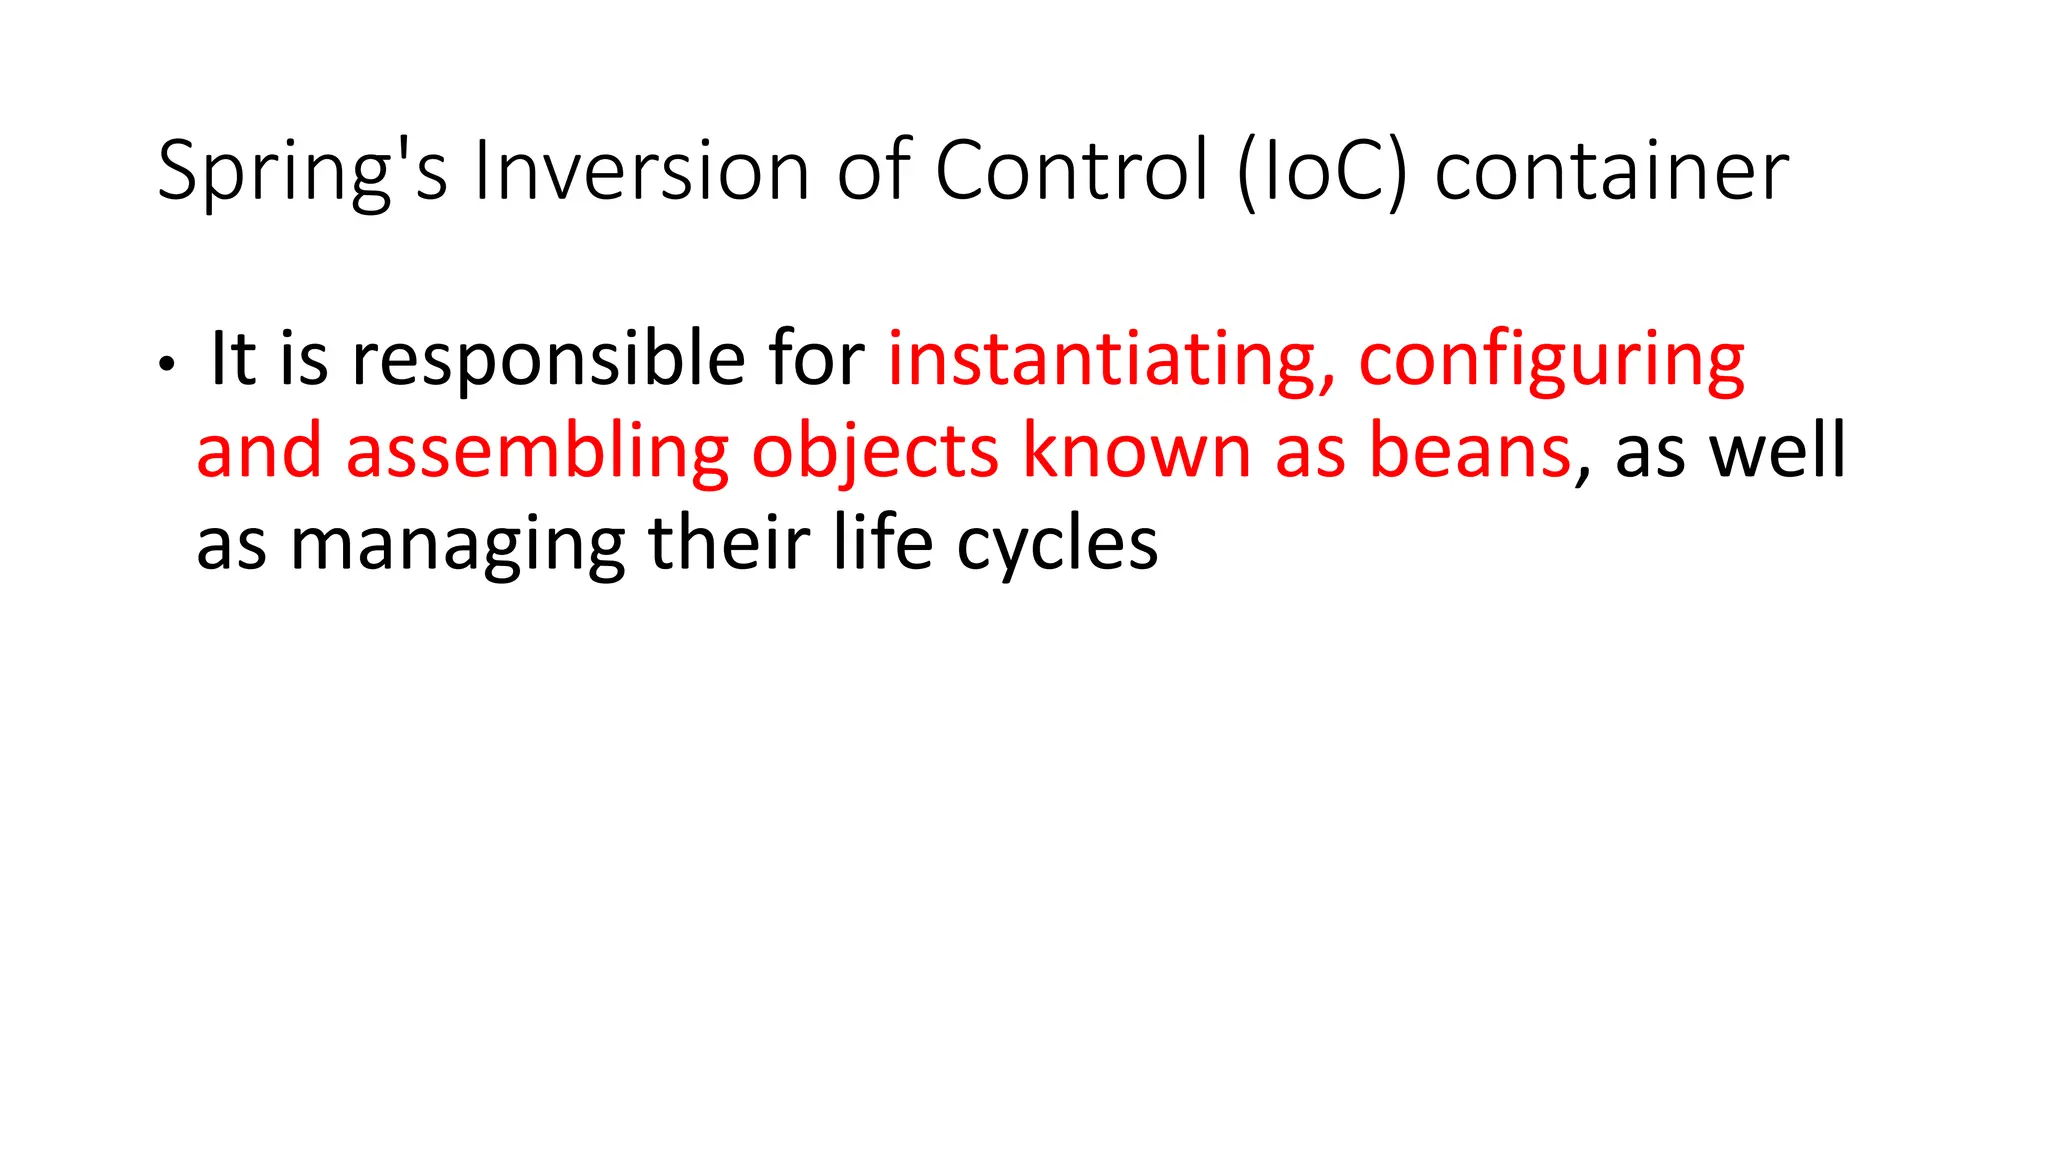 Spring's Inversion of Control (IoC) container
• It is responsible for instantiating, configuring
and assembling objects known as beans, as well
as managing their life cycles